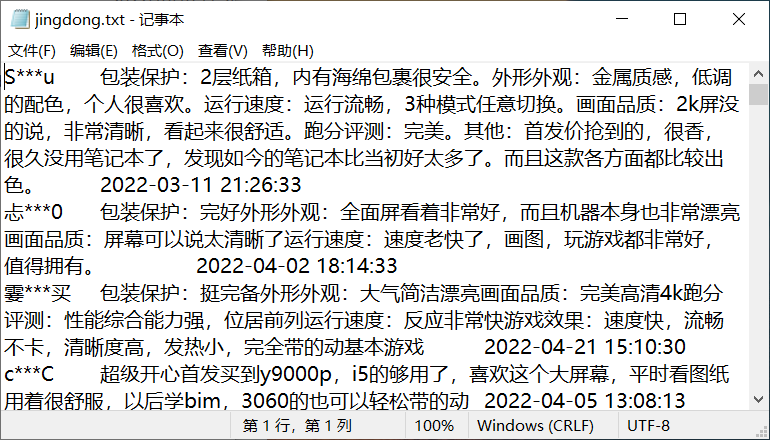 jingdong.txt - 记事本
文件(F) 编辑(E) 格式(O) 查看(V) 帮助(H)
S***u 包装保护：2层纸箱，内有海绵包裹很安全。外形外观：金属质感，低调
的配色，个人很喜欢。运行速度：运行流畅，3种模式任意切换。画面品质：2k屏没
的说，非常清晰，看起来很舒适。跑分评测：完美。其他：首发价抢到的，很香，
很久没用笔记本了，发现如今的笔记本比当初好太多了。而且这款各方面都比较出
色。 2022-03-11 21:26:33
忐***0 包装保护：完好外形外观：全面屏看着非常好，而且机器本身也非常漂亮
画面品质：屏幕可以说太清晰了运行速度：速度老快了，画图，玩游戏都非常好，
值得拥有。 2022-04-02 18:14:33
霎***买 包装保护：挺完备外形外观：大气简洁漂亮画面品质：完美高清4k跑分
评测：性能综合能力强，位居前列运行速度：反应非常快游戏效果：速度快，流畅
不卡，清晰度高，发热小，完全带的动基本游戏 2022-04-21 15:10:30
c***C 超级开心首发买到y9000p，i5的够用了，喜欢这个大屏幕，平时看图纸
用着很舒服，以后学bim，3060的也可以轻松带的动 2022-04-05 13:08:13
第 1 行，第 1 列 100% Windows (CRLF) UTF-8